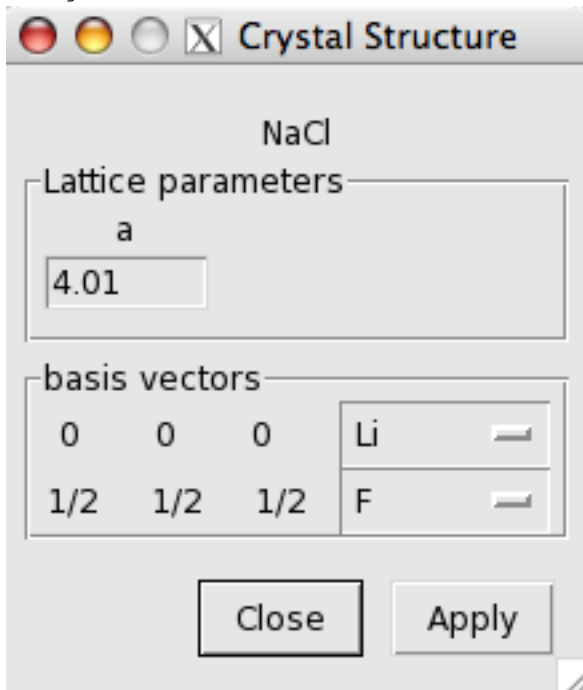 X Crystal Structure
NaCl
Lattice parameters
a
4.01
basis vectors
0 0 0 Li
1/2 1/2 1/2 F
Close Apply